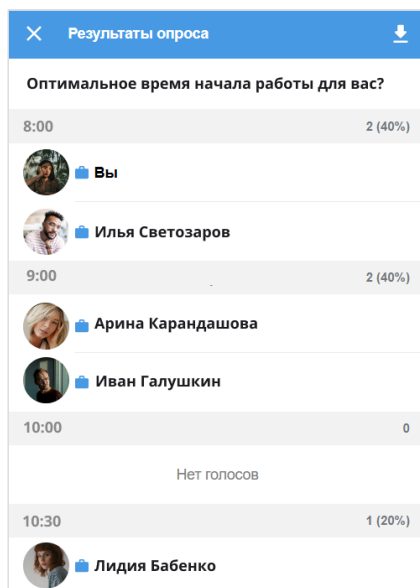 Результаты опроса
Оптимальное время начала работы для вас?
8:00 2 (40%)
Вы
Илья Светозаров
9:00 2 (40%)
Арина Карандашова
Иван Галушкин
10:00 0
Нет голосов
10:30 1 (20%)
Лидия Бабенко